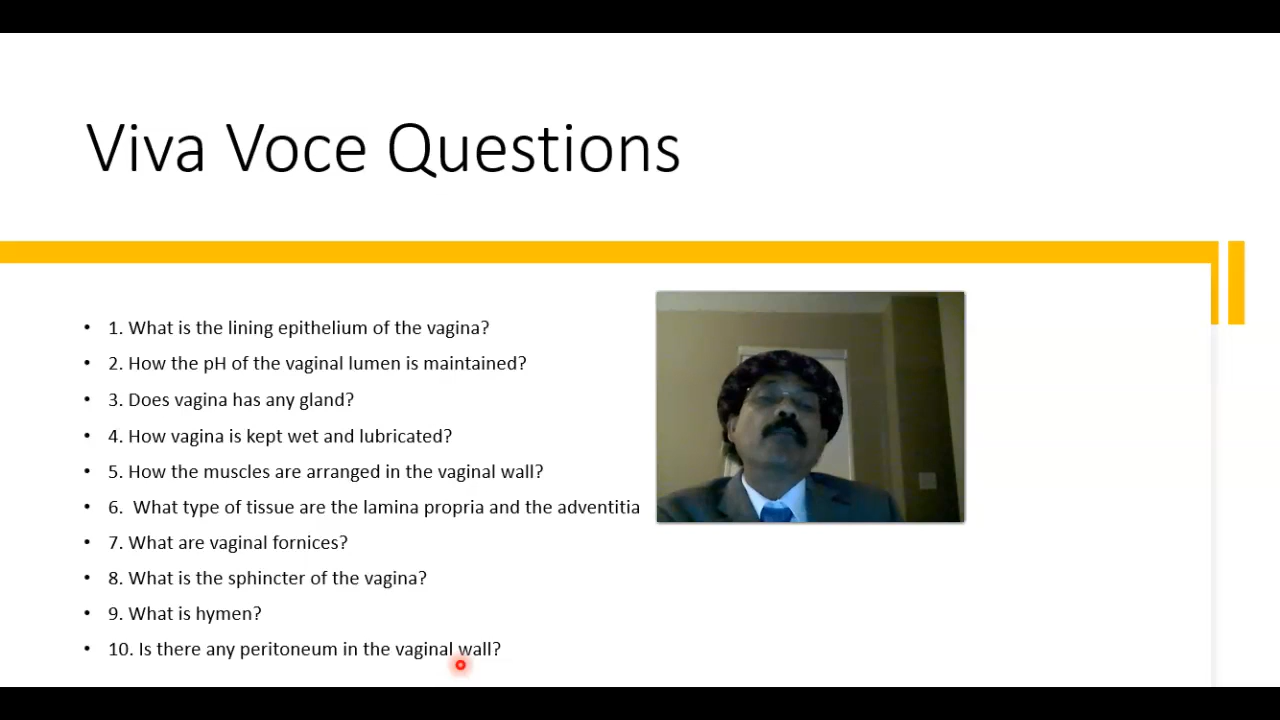 Viva Voce Questions
• 1. What is the lining epithelium of the vagina?
• 2. How the pH of the vaginal lumen is maintained?
• 3. Does vagina has any gland?
• 4. How vagina is kept wet and lubricated?
• 5. How the muscles are arranged in the vaginal wall?
• 6.  What type of tissue are the lamina propria and the adventitia
• 7. What are vaginal fornices?
• 8. What is the sphincter of the vagina?
• 9. What is hymen?
• 10. Is there any peritoneum in the vaginal wall?